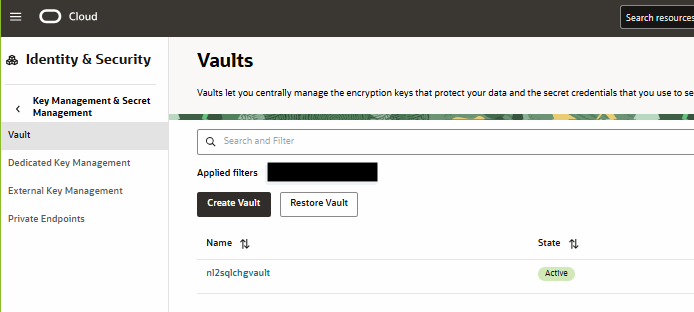 Cloud
Search resources
Identity & Security
Key Management & Secret
Management
Vault
Dedicated Key Management
External Key Management
Private Endpoints
Vaults
Vaults let you centrally manage the encryption keys that protect your data and the secret credentials that you use to se
Search and Filter
Applied filters
Create Vault
Restore Vault
Name
State
nl2sqlchgvault
Active